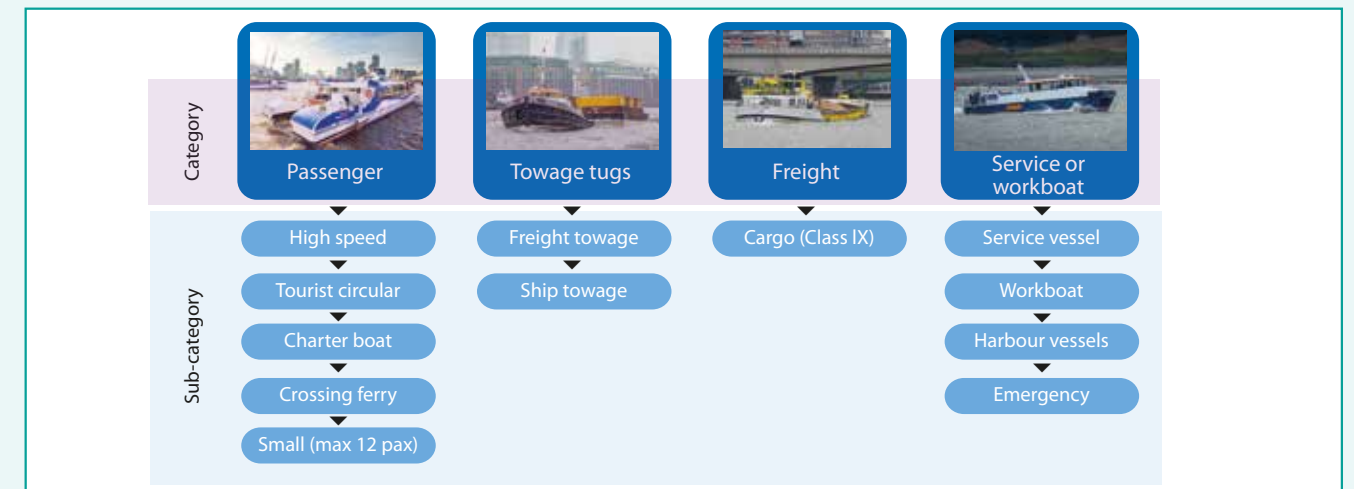 Category
Passenger
Towage tugs
Freight
Service or
workboat
Sub-category
High speed
Freight towage
Cargo (Class IX)
Service vessel
Tourist circular
Ship towage
Workboat
Charter boat
Harbour vessels
Crossing ferry
Emergency
Small (max 12 pax)